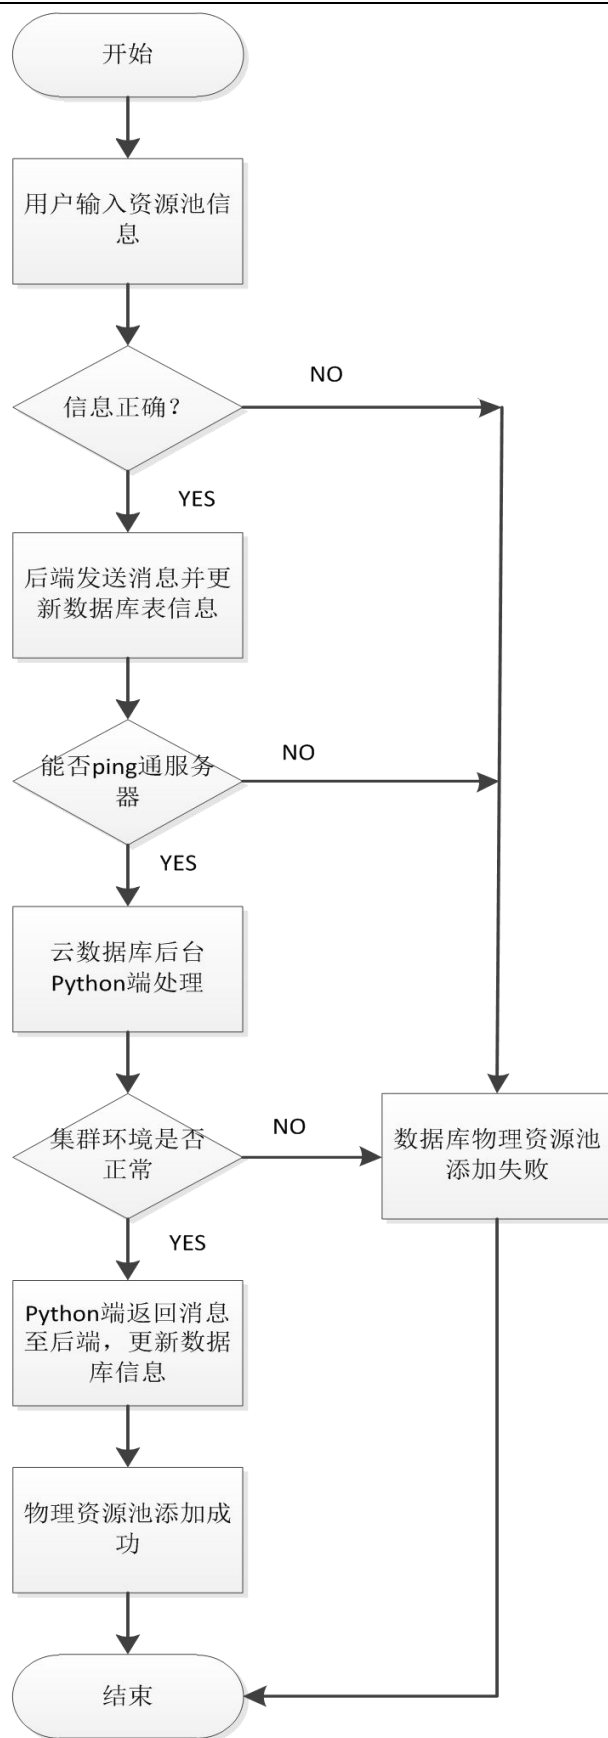 开始
用户输入资源池信
息
NO
信息正确？
YES
后端发送消息并更
新数据库表信息
NO
能否ping通服务
器
YES
云数据库后台
Python端处理
NO
集群环境是否
正常
数据库物理资源池
添加失败
YES
Python端返回消息
至后端，更新数据
库信息
物理资源池添加成
功
结束